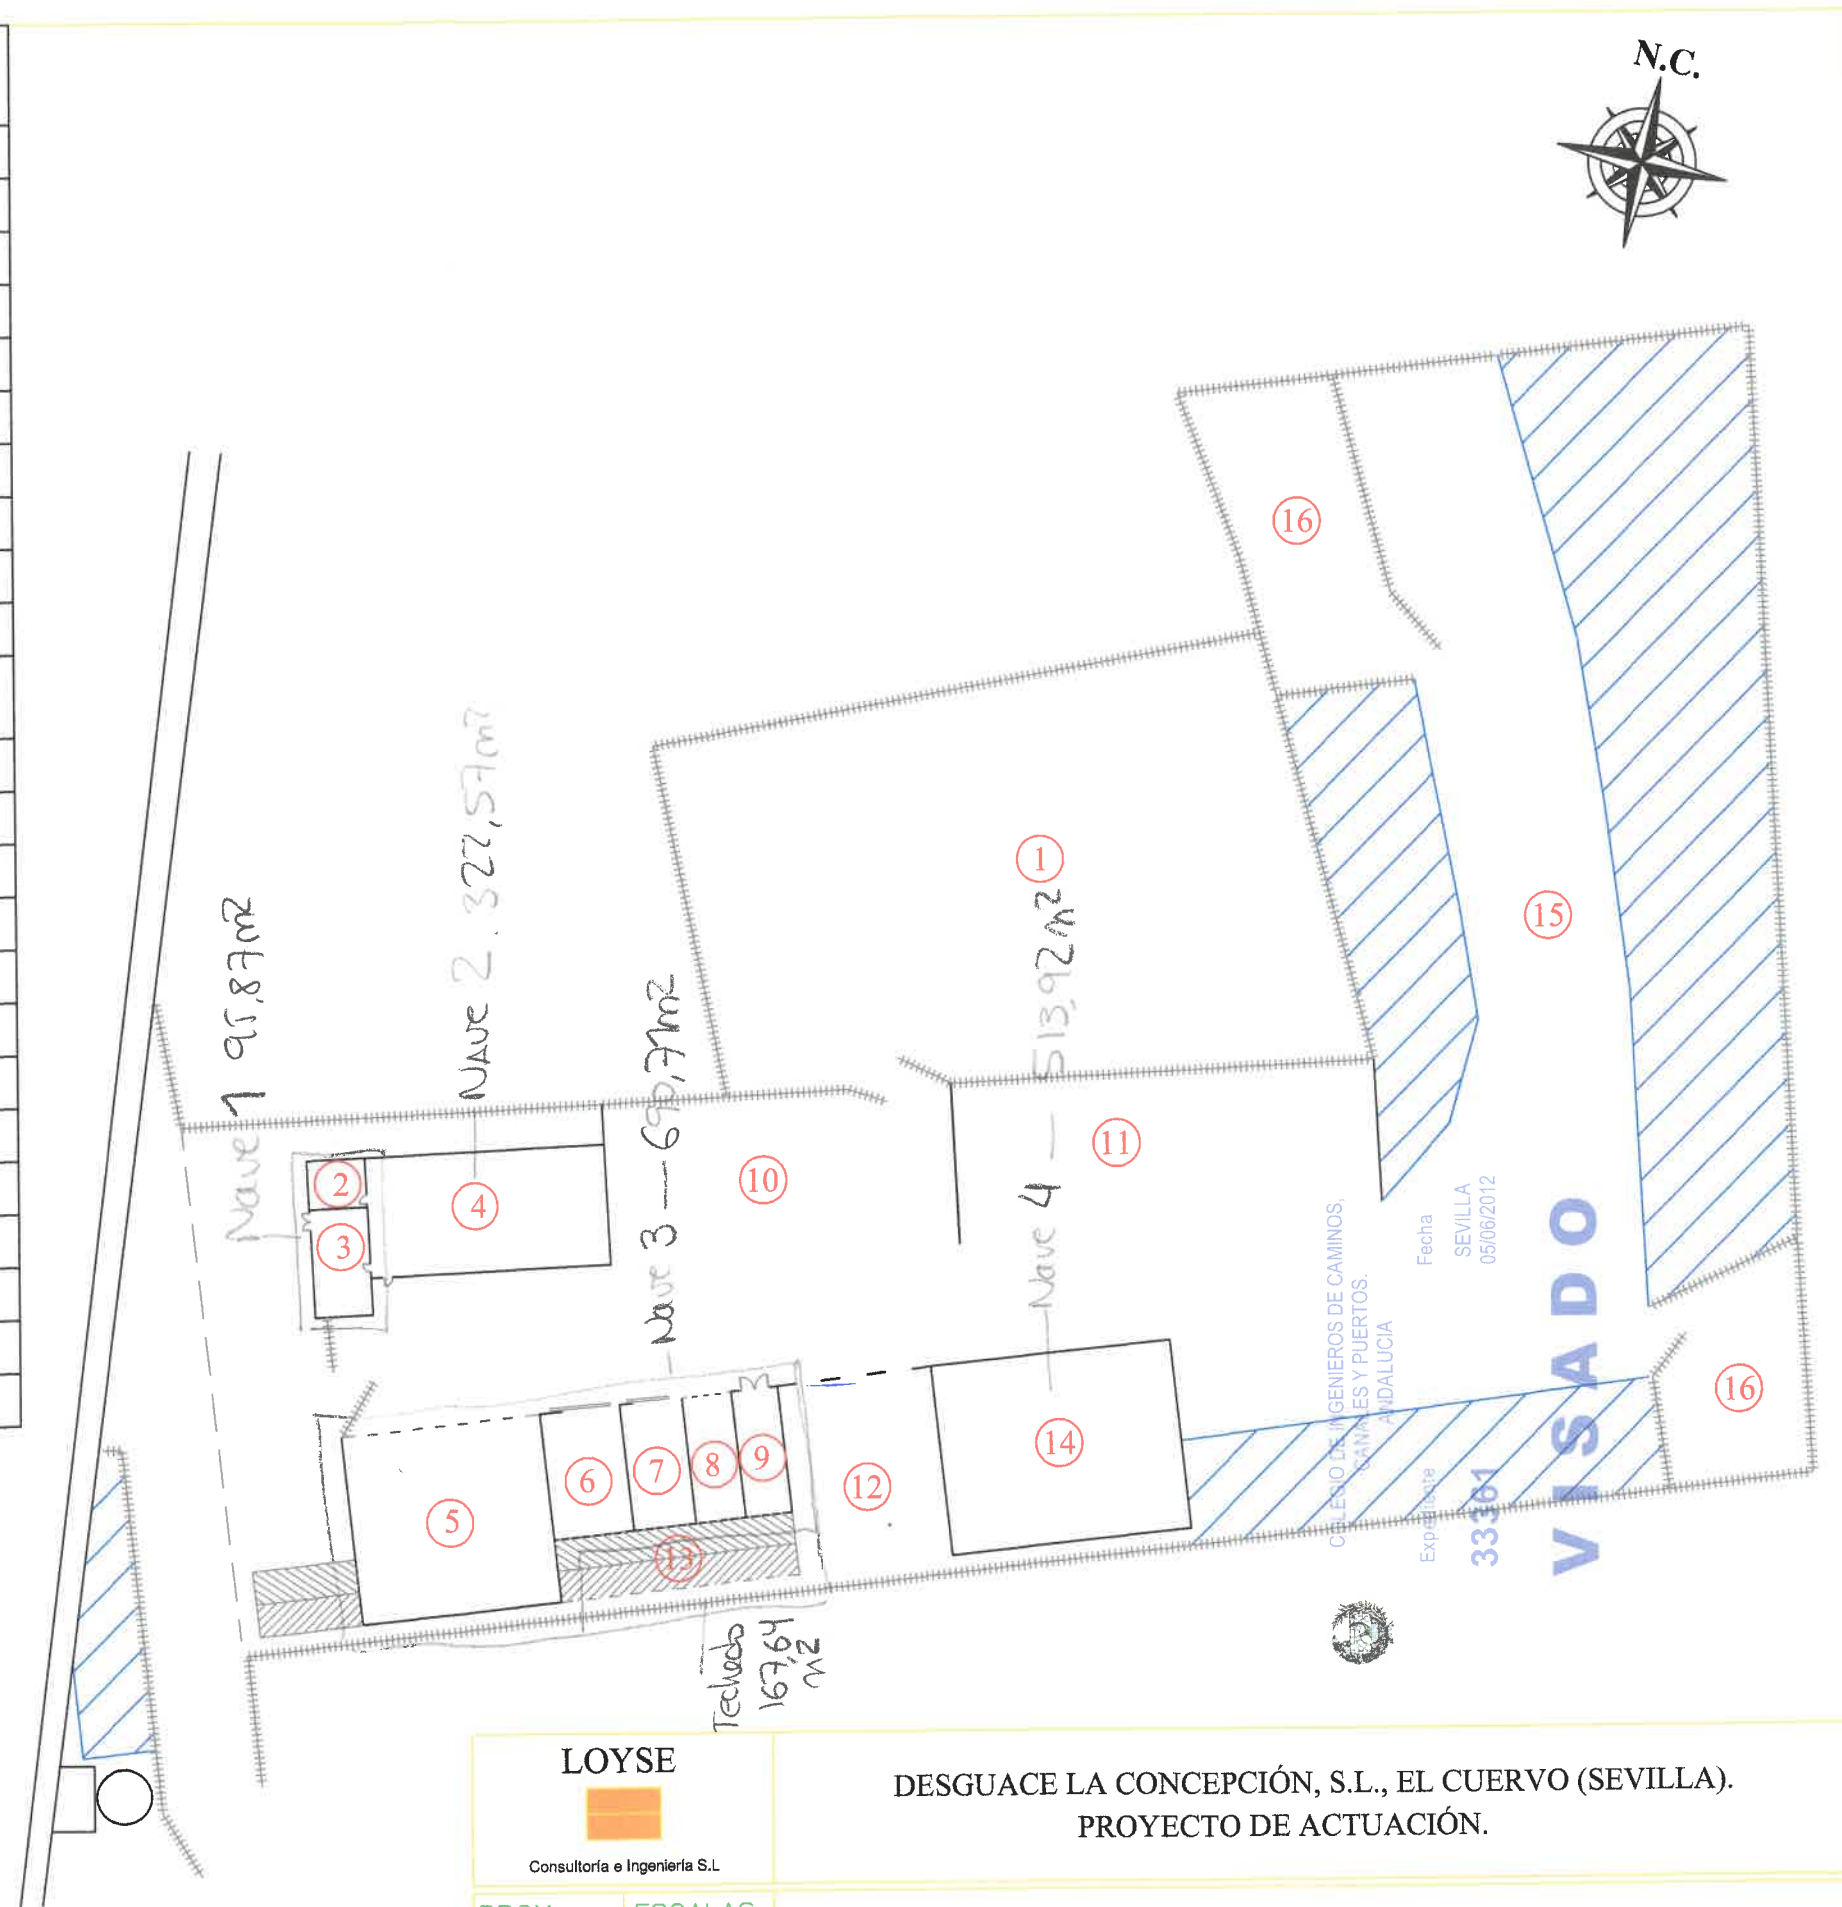 N.C.
16
1
15
Nave 1 95,87m2
NAVE 2. 322,57m2
Nave 3 — 690,77m2
Nave 4 — 513,92m2
2
3
4
10
11
5
6
7
8
9
12
13
14
16
Techado
167,64
m2
COLEGIO DE INGENIEROS DE CAMINOS,
CANALES Y PUERTOS.
ANDALUCIA
Expediente
Fecha
33361
SEVILLA
05/06/2012
VISADO
LOYSE
Consultoría e Ingeniería S.L
DESGUACE LA CONCEPCIÓN, S.L., EL CUERVO (SEVILLA).
PROYECTO DE ACTUACIÓN.
ESCALAS